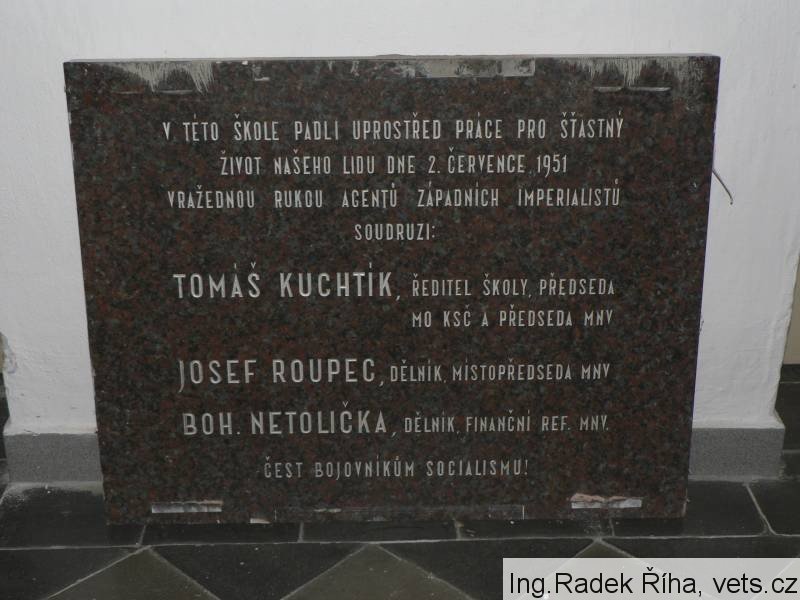 V TÉTO ŠKOLE PADLI UPROSTŘED PRÁCE PRO ŠŤASTNÝ
ŽIVOT NAŠEHO LIDU DNE 2. ČERVENCE 1951
VRAŽEDNOU RUKOU AGENTŮ ZÁPADNÍCH IMPERIALISTŮ
SOUDRUZI:
TOMÁŠ KUCHTÍK, ŘEDITEL ŠKOLY, PŘEDSEDA
MO KSČ A PŘEDSEDA MNV
JOSEF ROUPEC, DĚLNÍK, MÍSTOPŘEDSEDA MNV
BOH. NETOLIČKA, DĚLNÍK, FINANČNÍ REF. MNV.
ČEST BOJOVNÍKŮM SOCIALISMU!
Ing.Radek Říha, vets.cz